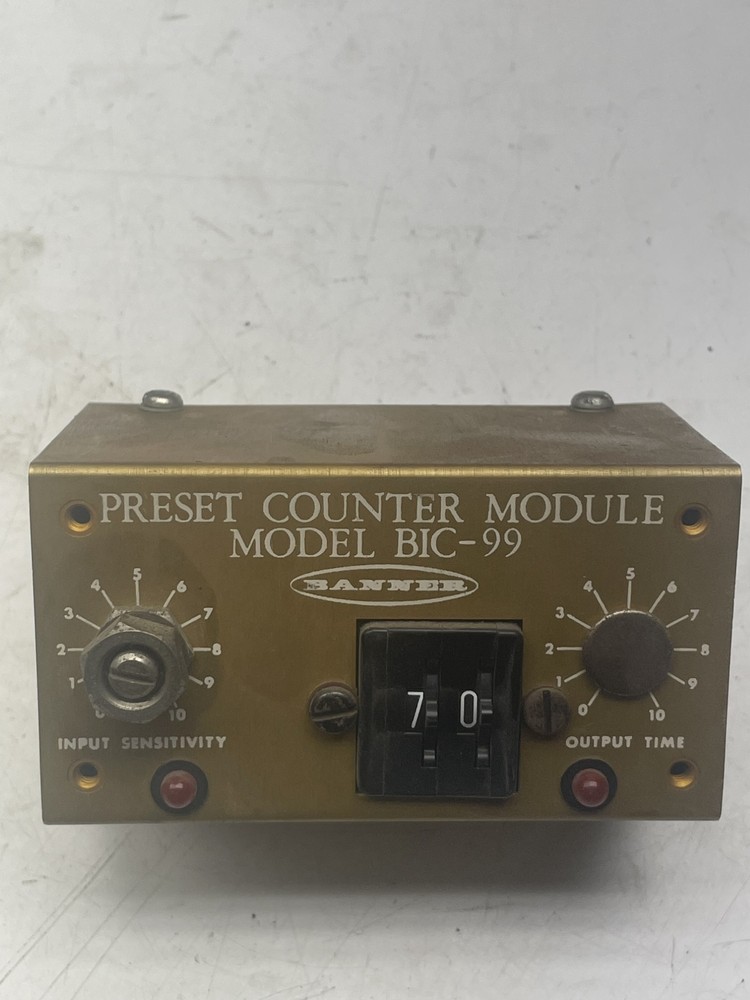 PRESET COUNTER MODULE
MODEL BIC-99
BANNER
0 1 2 3 4 5 6 7 8 9 10
INPUT SENSITIVITY
7 0
0 1 2 3 4 5 6 7 8 9 10
OUTPUT TIME